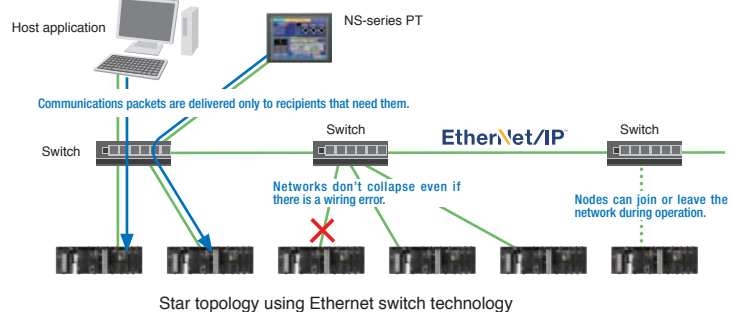 Host application
NS-series PT
Communications packets are delivered only to recipients that need them.
Switch
Switch
EtherNet/IP
Switch
Networks don't collapse even if
there is a wiring error.
Nodes can join or leave the
network during operation.
Star topology using Ethernet switch technology